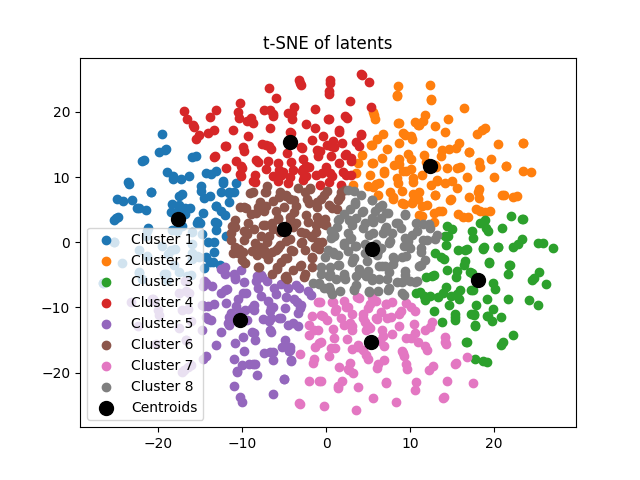 t-SNE of latents
20
10
0
−10
−20
Cluster 1
Cluster 2
Cluster 3
Cluster 4
Cluster 5
Cluster 6
Cluster 7
Cluster 8
Centroids
−20 −10 0 10 20